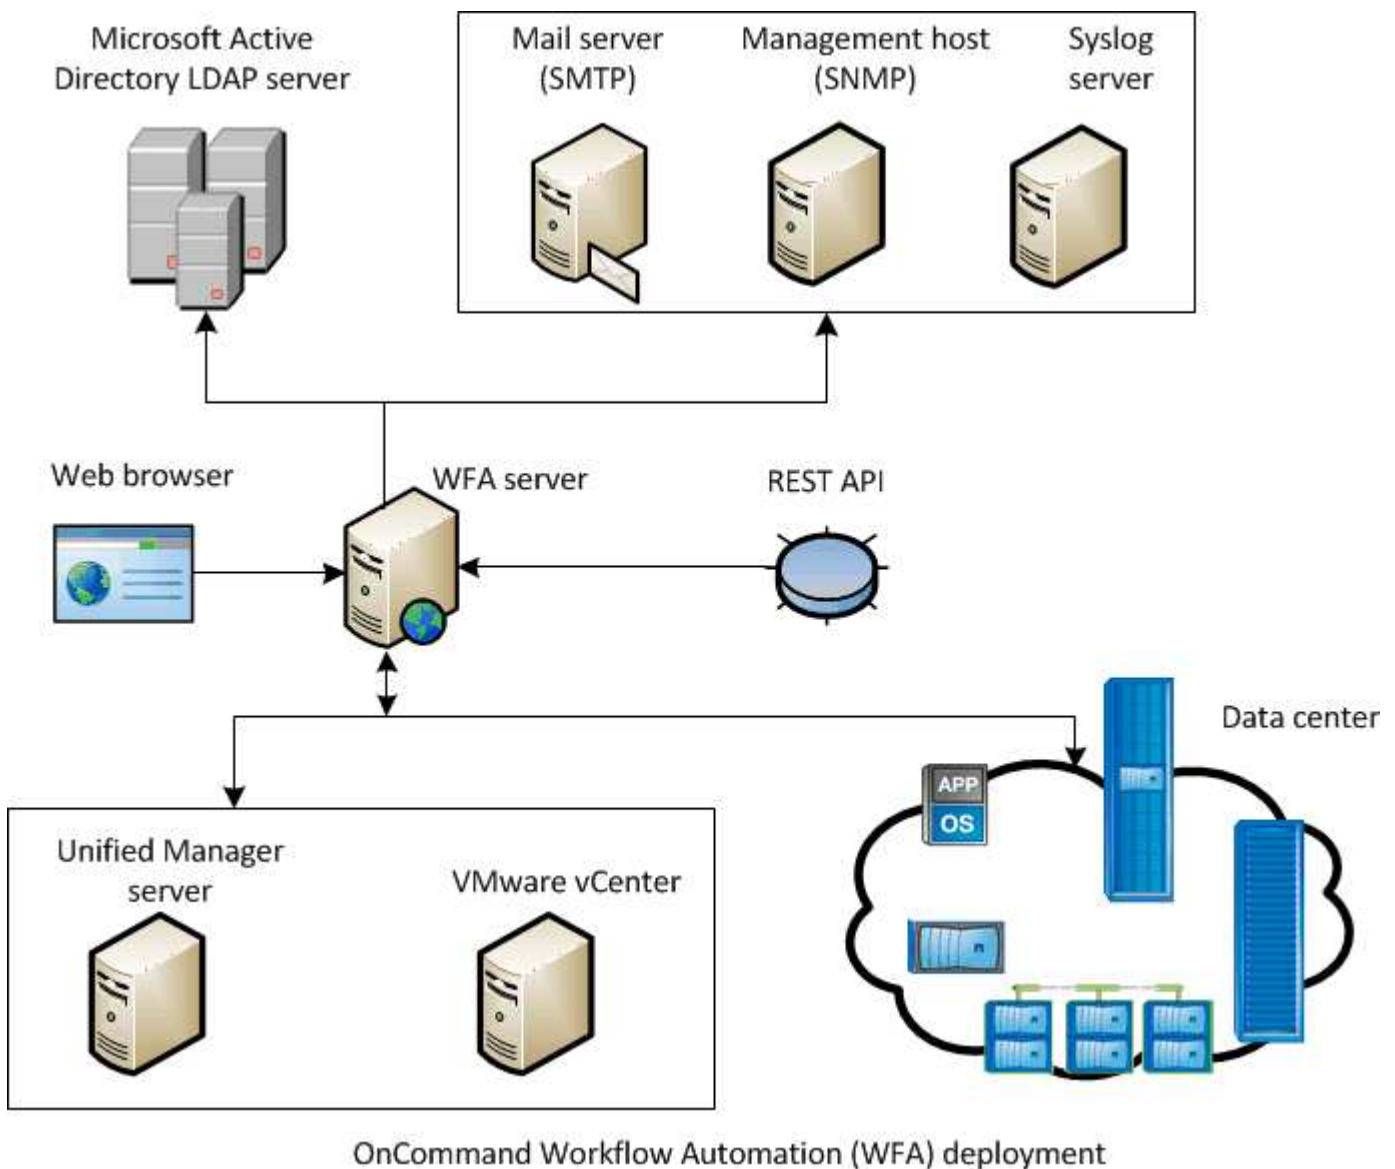 Microsoft Active
Directory LDAP server
Mail server
(SMTP)
Management host
(SNMP)
Syslog
server
Web browser
WFA server
REST API
Data center
APP
OS
Unified Manager
server
VMware vCenter
OnCommand Workflow Automation (WFA) deployment